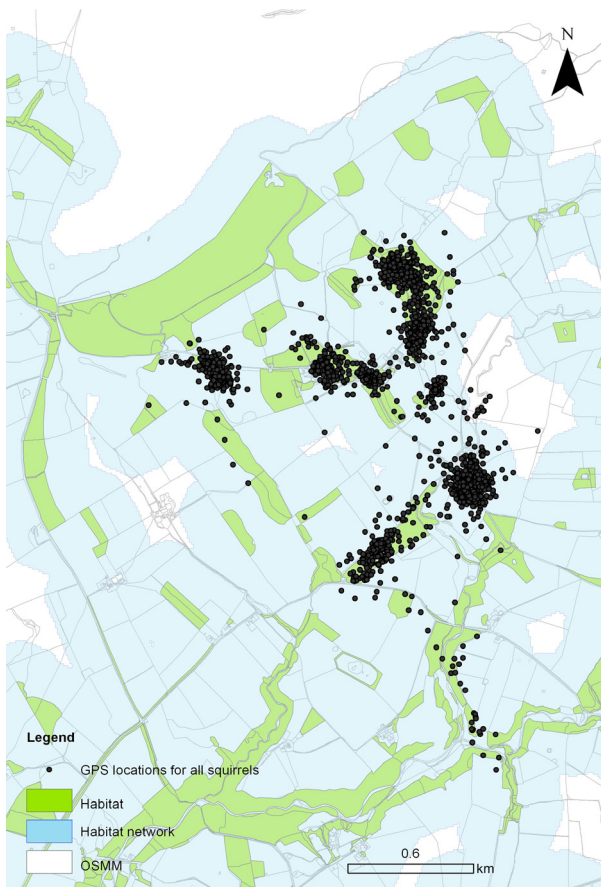 N
Legend
GPS locations for all squirrels
Habitat
Habitat network
OSMM
0.6
km